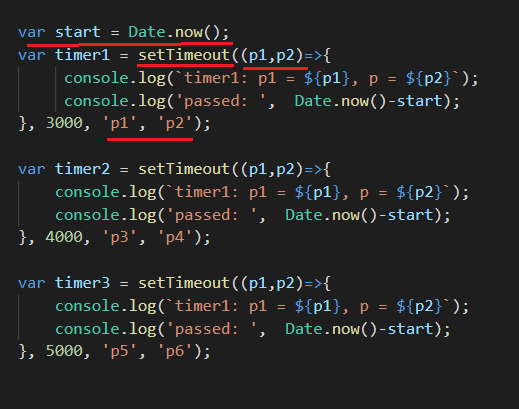 var start = Date.now();
var timer1 = setTimeout((p1,p2)=>{
console.log(`timer1: p1 = ${p1}, p = ${p2}`);
console.log('passed: ',  Date.now()-start);
}, 3000, 'p1', 'p2');
var timer2 = setTimeout((p1,p2)=>{
console.log(`timer1: p1 = ${p1}, p = ${p2}`);
console.log('passed: ',  Date.now()-start);
}, 4000, 'p3', 'p4');
var timer3 = setTimeout((p1,p2)=>{
console.log(`timer1: p1 = ${p1}, p = ${p2}`);
console.log('passed: ',  Date.now()-start);
}, 5000, 'p5', 'p6');